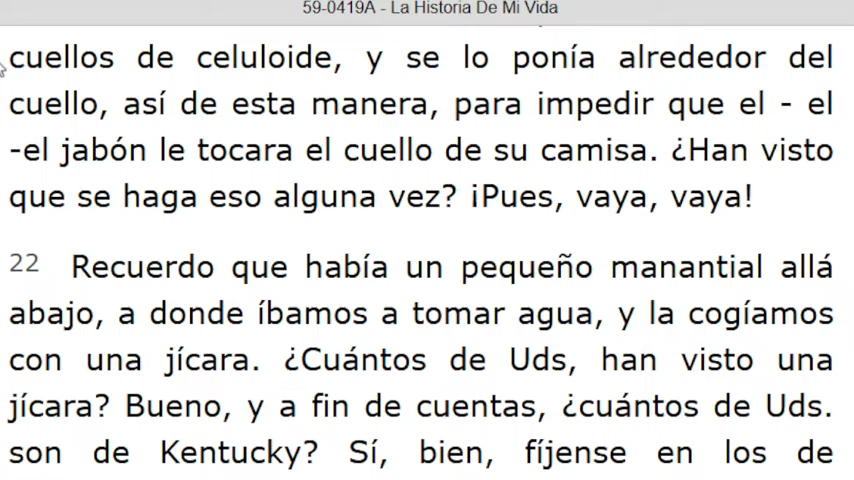 59-0419A - La Historia De Mi Vida
cuellos de celuloide, y se lo ponía alrededor del
cuello, así de esta manera, para impedir que el - el
-el jabón le tocara el cuello de su camisa. ¿Han visto
que se haga eso alguna vez? ¡Pues, vaya, vaya!
22 Recuerdo que había un pequeño manantial allá
abajo, a donde íbamos a tomar agua, y la cogíamos
con una jícara. ¿Cuántos de Uds, han visto una
jícara? Bueno, y a fin de cuentas, ¿cuántos de Uds.
son de Kentucky? Sí, bien, fíjense en los de